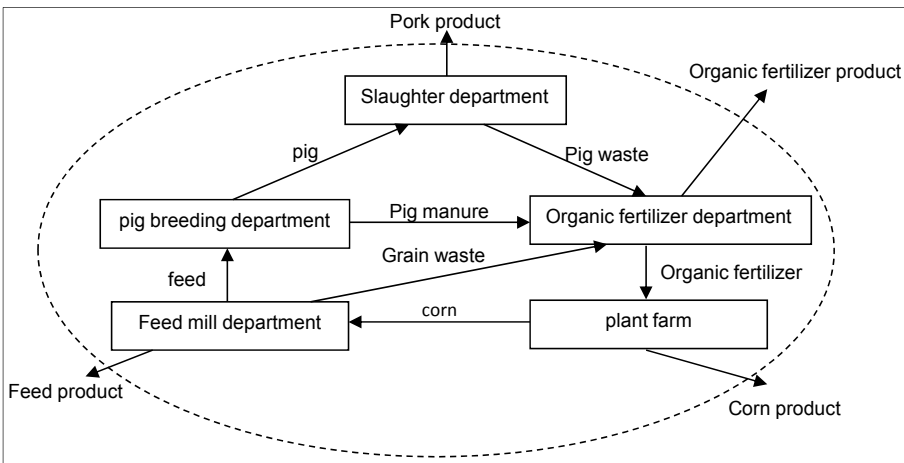 Pork product
Organic fertilizer product
Slaughter department
pig
Pig waste
pig breeding department
Pig manure
Organic fertilizer department
Grain waste
feed
Organic fertilizer
Feed mill department
corn
plant farm
Feed product
Corn product